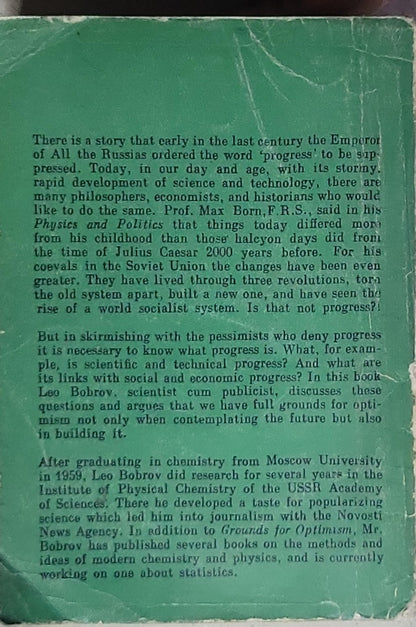 There is a story that early in the last century the Emperor
of All the Russias ordered the word ‘progress’ to be sup-
pressed. Today, in our day and age, with its stormy,
rapid development of science and technology, there are
many philosophers, economists, and historians who would
like to do the same. Prof. Max Born, F.R.S., said in his
Physics and Politics that things today differed more
from his childhood than those halcyon days did from
the time of Julius Caesar 2000 years before. For his
coevals in the Soviet Union the changes have been even
greater. They have lived through three revolutions, torn
the old system apart, built a new one, and have seen the
rise of a world socialist system. Is that not progress?!
But in skirmishing with the pessimists who deny progress
it is necessary to know what progress is. What, for exam-
ple, is scientific and technical progress? And what are
its links with social and economic progress? In this book
Leo Bobrov, scientist cum publicist, discusses these
questions and argues that we have full grounds for opti-
mism not only when contemplating the future but also
in building it.
After graduating in chemistry from Moscow University
in 1959, Leo Bobrov did research for several years in the
Institute of Physical Chemistry of the USSR Academy
of Sciences. There he developed a taste for popularizing
science which led him into journalism with the Novosti
News Agency. In addition to Grounds for Optimism, Mr.
Bobrov has published several books on the methods and
ideas of modern chemistry and physics, and is currently
working on one about statistics.